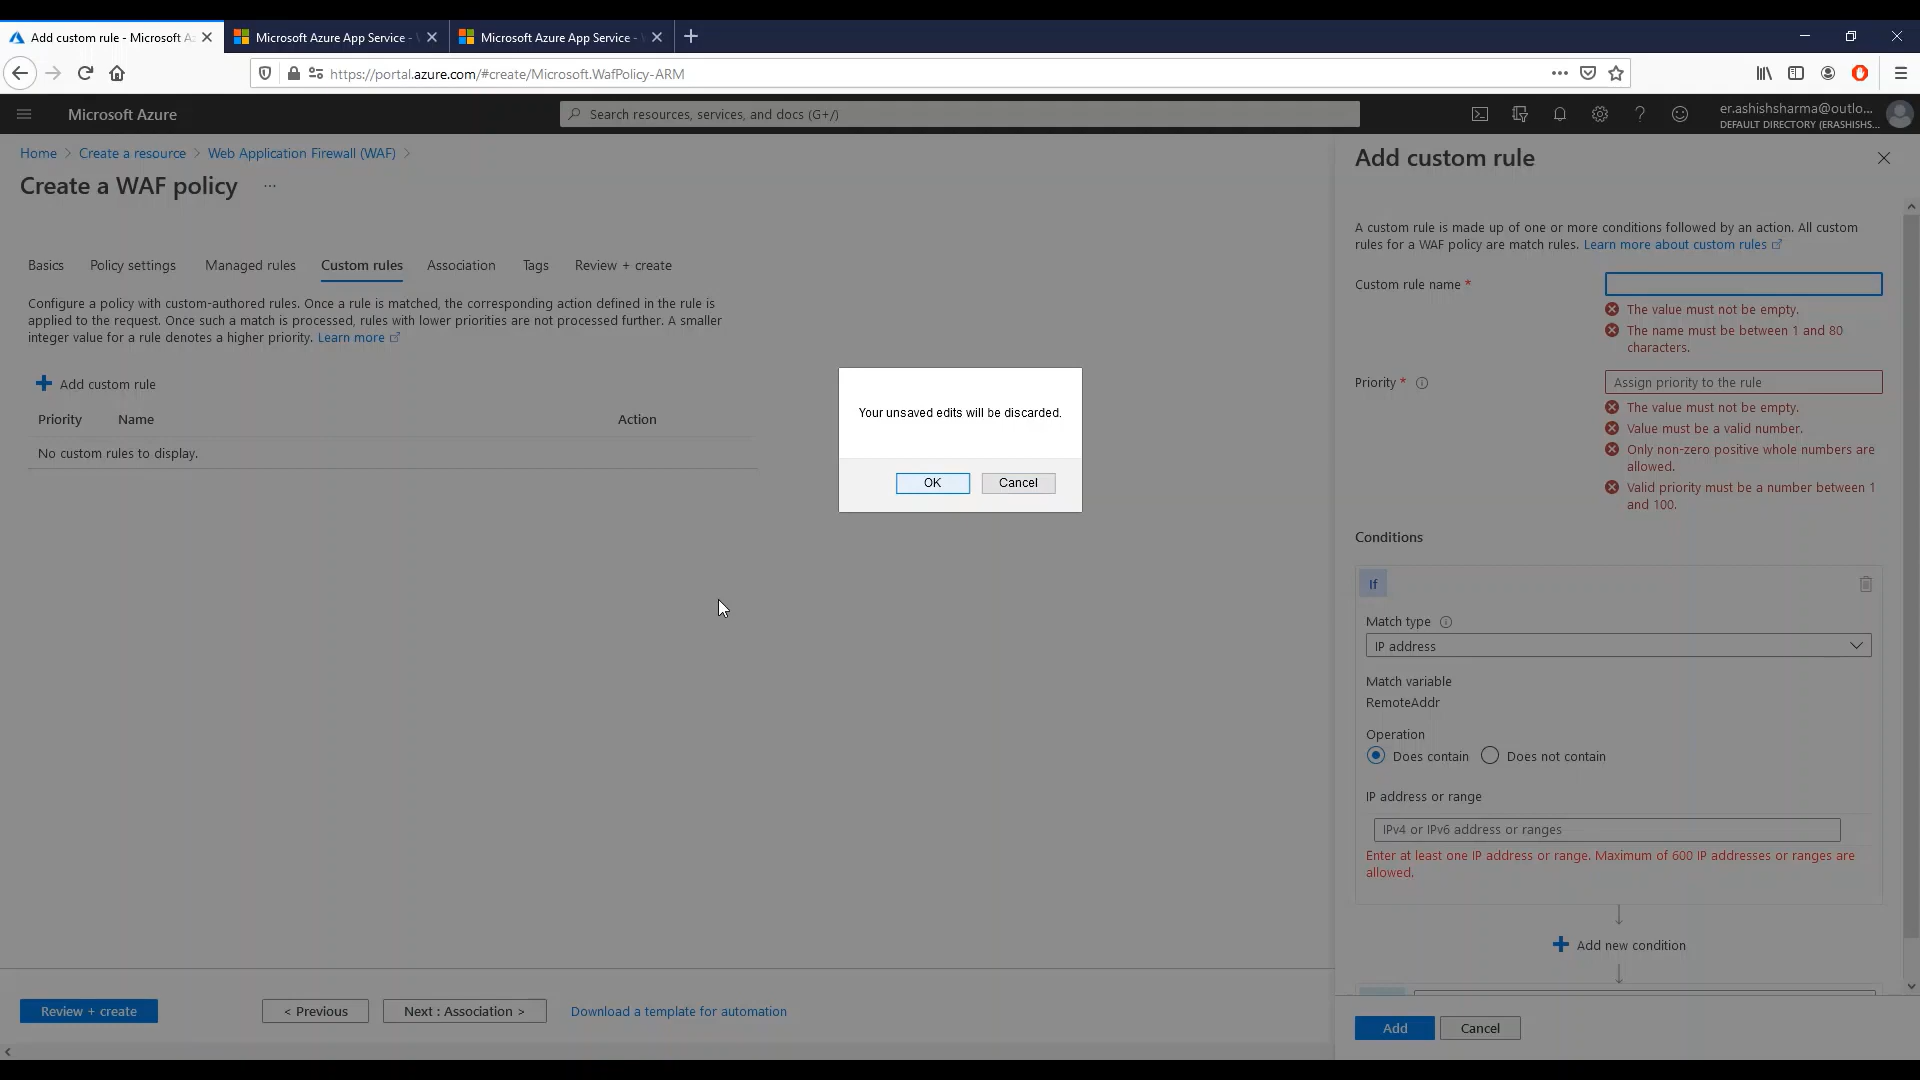 Add custom rule - Microsoft Az
Microsoft Azure App Service -
Microsoft Azure App Service -
https://portal.azure.com/#create/Microsoft.WafPolicy-ARM
Microsoft Azure
Search resources, services, and docs (G+/)
er.ashishsharma@outlo...
DEFAULT DIRECTORY (ERASHISHS...
Home > Create a resource > Web Application Firewall (WAF) >
Create a WAF policy ...
Basics
Policy settings
Managed rules
Custom rules
Association
Tags
Review + create
Configure a policy with custom-authored rules. Once a rule is matched, the corresponding action defined in the rule is
applied to the request. Once such a match is processed, rules with lower priorities are not processed further. A smaller
integer value for a rule denotes a higher priority. Learn more
Add custom rule
Priority Name Action
No custom rules to display.
Your unsaved edits will be discarded.
OK
Cancel
Add custom rule
A custom rule is made up of one or more conditions followed by an action. All custom
rules for a WAF policy are match rules. Learn more about custom rules
Custom rule name *
The value must not be empty.
The name must be between 1 and 80
characters.
Priority *
Assign priority to the rule
The value must not be empty.
Value must be a valid number.
Only non-zero positive whole numbers are
allowed.
Valid priority must be a number between 1
and 100.
Conditions
If
Match type
IP address
Match variable
RemoteAddr
Operation
Does contain
Does not contain
IP address or range
IPv4 or IPv6 address or ranges
Enter at least one IP address or range. Maximum of 600 IP addresses or ranges are
allowed.
Add new condition
Review + create
< Previous
Next : Association >
Download a template for automation
Add
Cancel